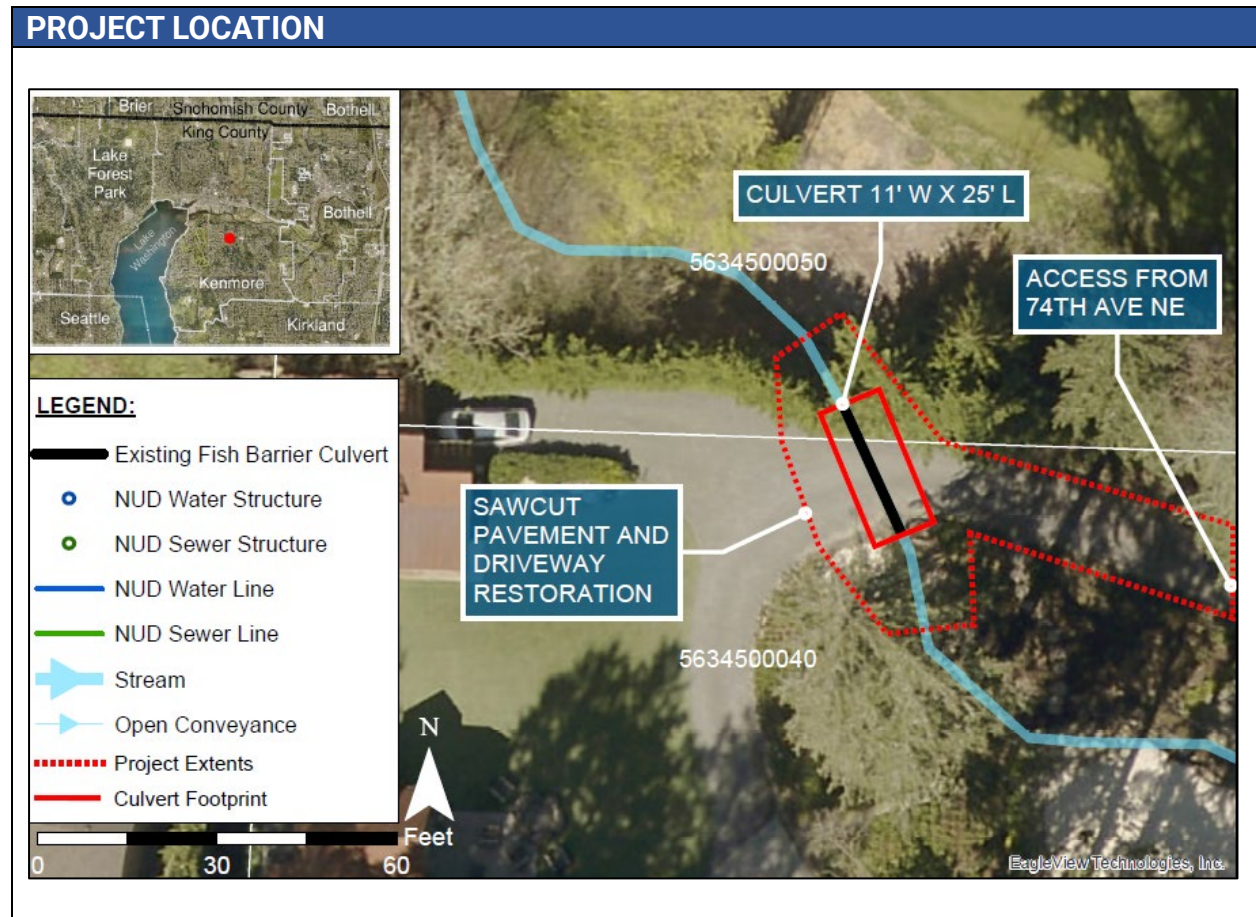 PROJECT LOCATION
Brier
Snohomish County
Bothell
King County
Lake
Forest
Park
Bothell
Lake
Washington
Kenmore
Seattle
Kirkland
CULVERT 11' W X 25' L
5634500050
ACCESS FROM
74TH AVE NE
LEGEND:
Existing Fish Barrier Culvert
NUD Water Structure
NUD Sewer Structure
NUD Water Line
NUD Sewer Line
Stream
Open Conveyance
Project Extents
Culvert Footprint
SAWCUT
PAVEMENT AND
DRIVEWAY
RESTORATION
5634500040
N
Feet
0 30 60
EagleView Technologies, Inc.